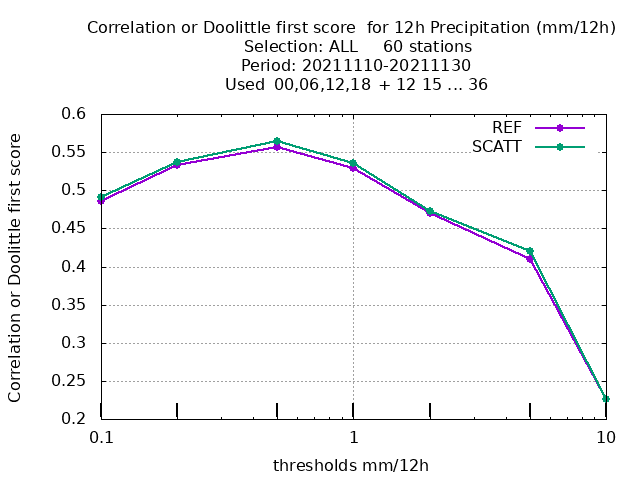 Correlation or Doolittle first score  for 12h Precipitation (mm/12h)
Selection: ALL     60 stations
Period: 20211110-20211130
Used  00,06,12,18  + 12 15 ... 36
REF
SCATT
Correlation or Doolittle first score
0.6
0.55
0.5
0.45
0.4
0.35
0.3
0.25
0.2
0.1
1
10
thresholds mm/12h